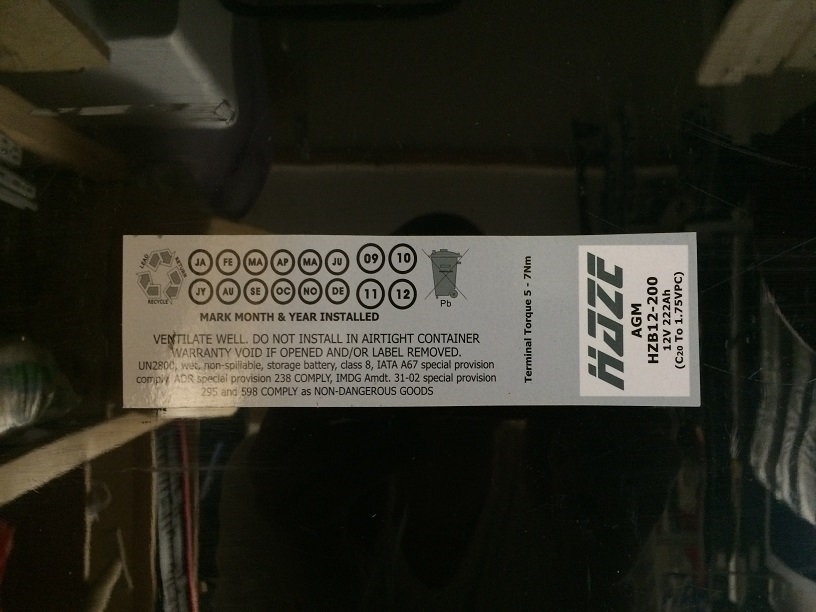 LEAD
RETURN
RECYCLE
JA FE MA AP MA JU 09 10
JY AU SE OC NO DE 11 12
MARK MONTH & YEAR INSTALLED
Pb
VENTILATE WELL. DO NOT INSTALL IN AIRTIGHT CONTAINER
WARRANTY VOID IF OPENED AND/OR LABEL REMOVED.
UN2800, wet, non-spillable, storage battery, class 8, IATA A67 special provision
comply, ADR special provision 238 COMPLY, IMDG Amdt. 31-02 special provision
295 and 598 COMPLY as NON-DANGEROUS GOODS
Terminal Torque 5 - 7Nm
HAZE
AGM
HZB12-200
12V 222Ah
(C20 To 1.75VPC)